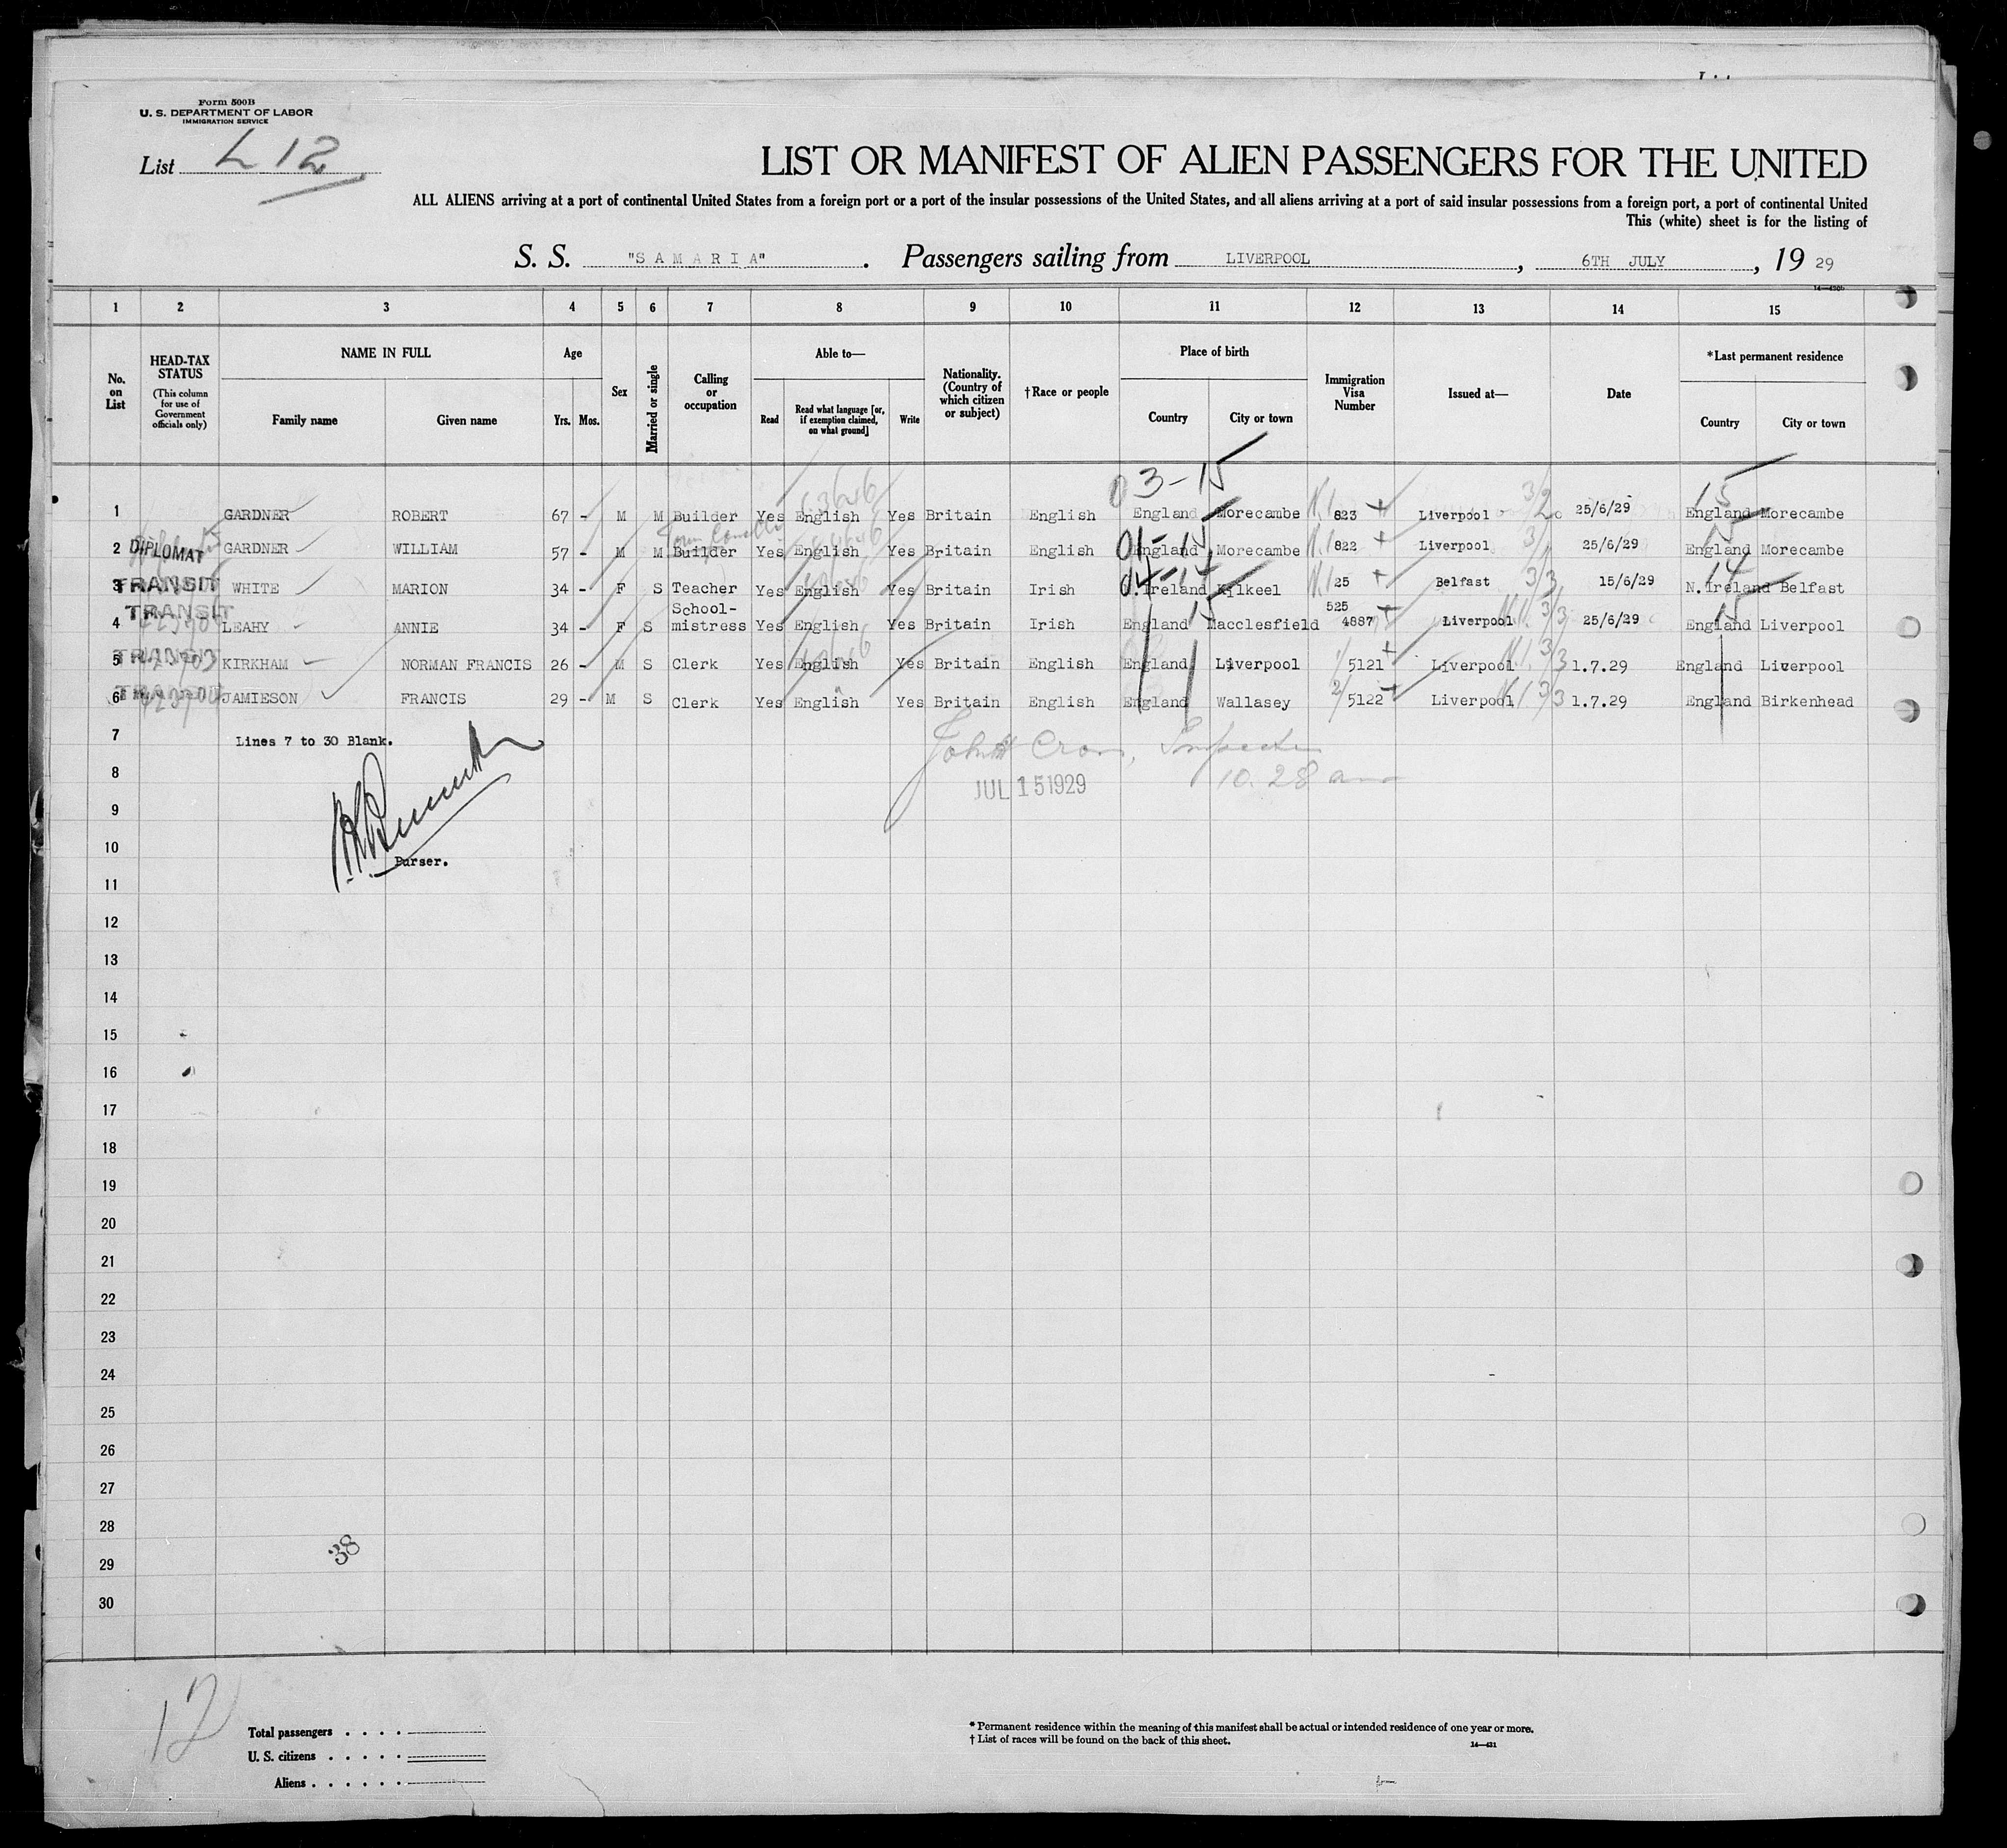 Form 500B
U. S. DEPARTMENT OF LABOR
IMMIGRATION SERVICE
List L 12
LIST OR MANIFEST OF ALIEN PASSENGERS FOR THE UNITED
ALL ALIENS arriving at a port of continental United States from a foreign port or a port of the insular possessions of the United States, and all aliens arriving at a port of said insular possessions from a foreign port, a port of continental United
This (white) sheet is for the listing of
S. S. "SAMARIA". Passengers sailing from LIVERPOOL, 6TH JULY, 19 29
1 2 3 4 5 6 7 8 9 10 11 12 13 14 15
No. on List
HEAD-TAX STATUS (This column for use of Government officials only)
NAME IN FULL Family name Given name
Age Yrs. Mos.
Sex
Married or single
Calling or occupation
Able to— Read Read what language [or, if exemption claimed, on what ground] Write
Nationality. (Country of which citizen or subject)
†Race or people
Place of birth Country City or town
Immigration Visa Number
Issued at—
Date
*Last permanent residence Country City or town
03-15 15
1 GARDNER ROBERT 67 - M M Builder Yes English Yes Britain English England Morecambe 823 Liverpool 25/6/29 England Morecambe
2 DIPLOMAT GARDNER WILLIAM 57 - M M Builder Yes English Yes Britain English England Morecambe 822 Liverpool 25/6/29 England Morecambe
3 TRANSIT WHITE MARION 34 - F S Teacher Yes English Yes Britain Irish N.Ireland Kilkeel 25 Belfast 15/6/29 N.Ireland Belfast
4 TRANSIT LEAHY ANNIE 34 - F S School-mistress Yes English Yes Britain Irish England Macclesfield 525 4887 Liverpool 25/6/29 England Liverpool
5 TRANSIT KIRKHAM NORMAN FRANCIS 26 - M S Clerk Yes English Yes Britain English England Liverpool 5121 Liverpool 1.7.29 England Liverpool
6 TRANSIT JAMIESON FRANCIS 29 - M S Clerk Yes English Yes Britain English England Wallasey 5122 Liverpool 1.7.29 England Birkenhead
7 Lines 7 to 30 Blank.
Inspector
8 JUL 15 1929 10.28 am
9
10 Purser.
11
12
13
14
15
16
17
18
19
20
21
22
23
24
25
26
27
28
29 38
30
12
Total passengers . . . .
U. S. citizens . . . . .
Aliens . . . . . .
* Permanent residence within the meaning of this manifest shall be actual or intended residence of one year or more.
† List of races will be found on the back of this sheet.
14—431